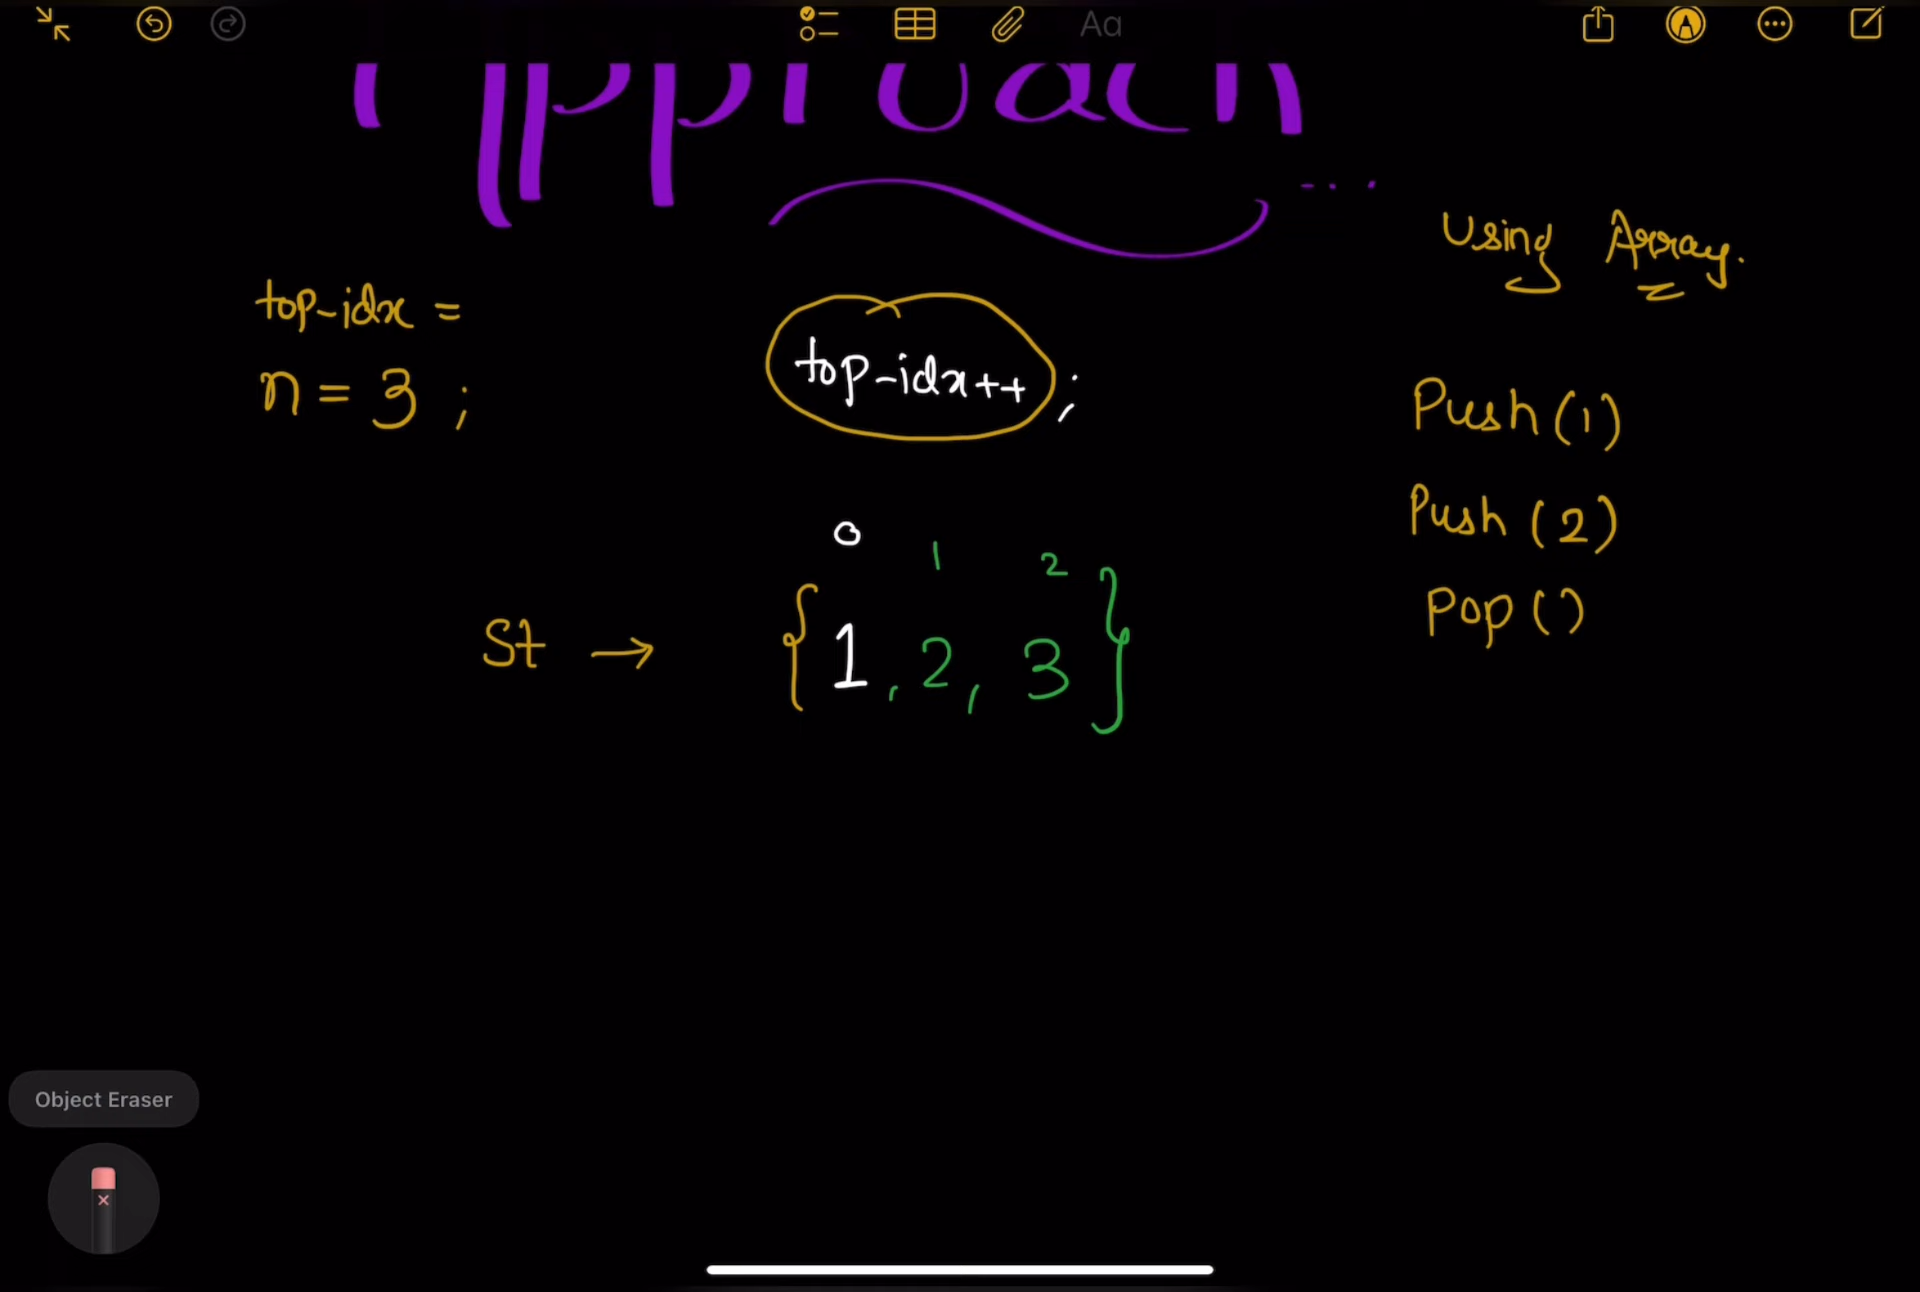 Aa
Approach...
Using Array.
top-idx =
n = 3 ;
top-idx++ ;
Push (1)
Push (2)
Pop ()
0 1 2
St → { 1 , 2 , 3 }
Object Eraser